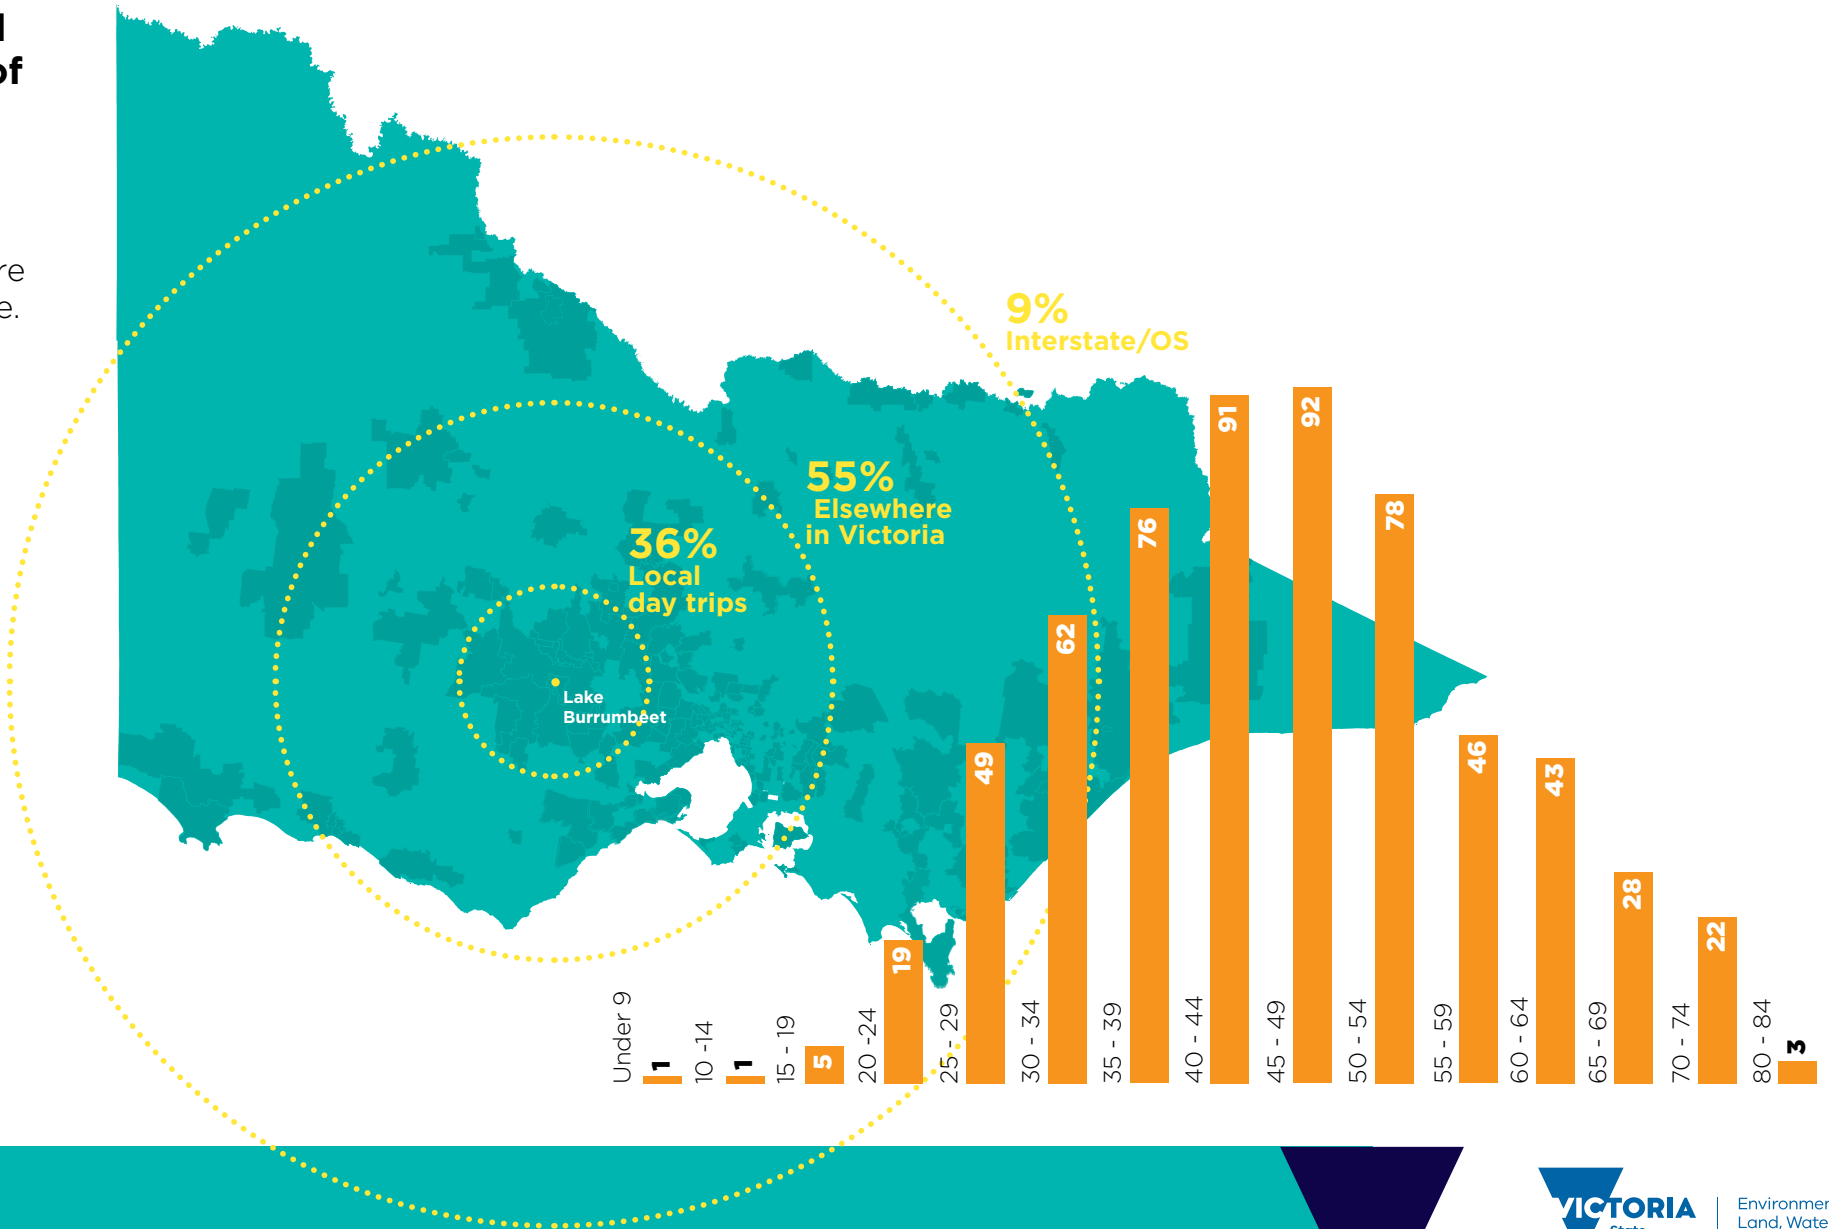 of
9%
Interstate/OS
55%
Elsewhere
in Victoria
36%
Local
day trips
Lake
Burrumbeet
Under 9
1
10 -14
1
15 - 19
5
20 -24
19
25 - 29
49
30 - 34
62
35 - 39
76
40 - 44
91
45 - 49
92
50 - 54
78
55 - 59
46
60 - 64
43
65 - 69
28
70 - 74
22
80 - 84
3
VICTORIA
State
Land,